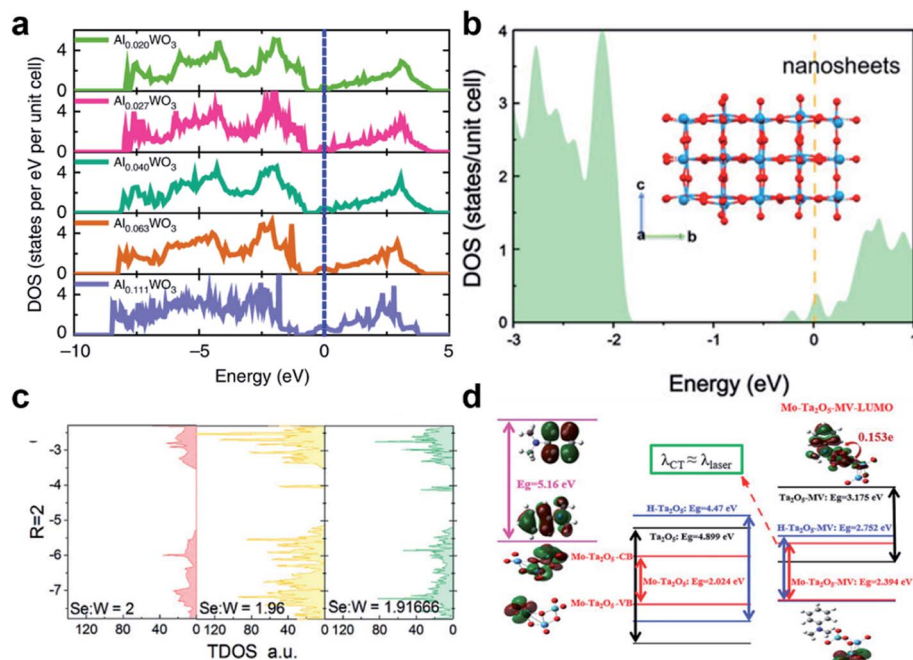 a
Al0.020WO3
Al0.027WO3
Al0.040WO3
Al0.063WO3
Al0.111WO3
DOS (states per eV per unit cell)
4
0
4
0
4
0
4
0
4
0
−10
−5
0
5
Energy (eV)
b
nanosheets
c
a
b
DOS (states/unit cell)
4
3
2
1
0
-3
-2
-1
0
1
Energy (eV)
c
R=2
-3
-4
-5
-6
-7
Se:W = 2
Se:W = 1.96
1.91666
120 80 40 0
120 80 40 0
120 80 40 0
TDOS a.u.
d
Eg=5.16 eV
λCT ≈ λlaser
Mo-Ta2O5-MV-LUMO
0.153e
H-Ta2O5: Eg=4.47 eV
Ta2O5: Eg=4.899 eV
Mo-Ta2O5-CB
Mo-Ta2O5: Eg=2.024 eV
Mo-Ta2O5-VB
Ta2O5-MV: Eg=3.175 eV
H-Ta2O5-MV: Eg=2.752 eV
Mo-Ta2O5-MV: Eg=2.394 eV